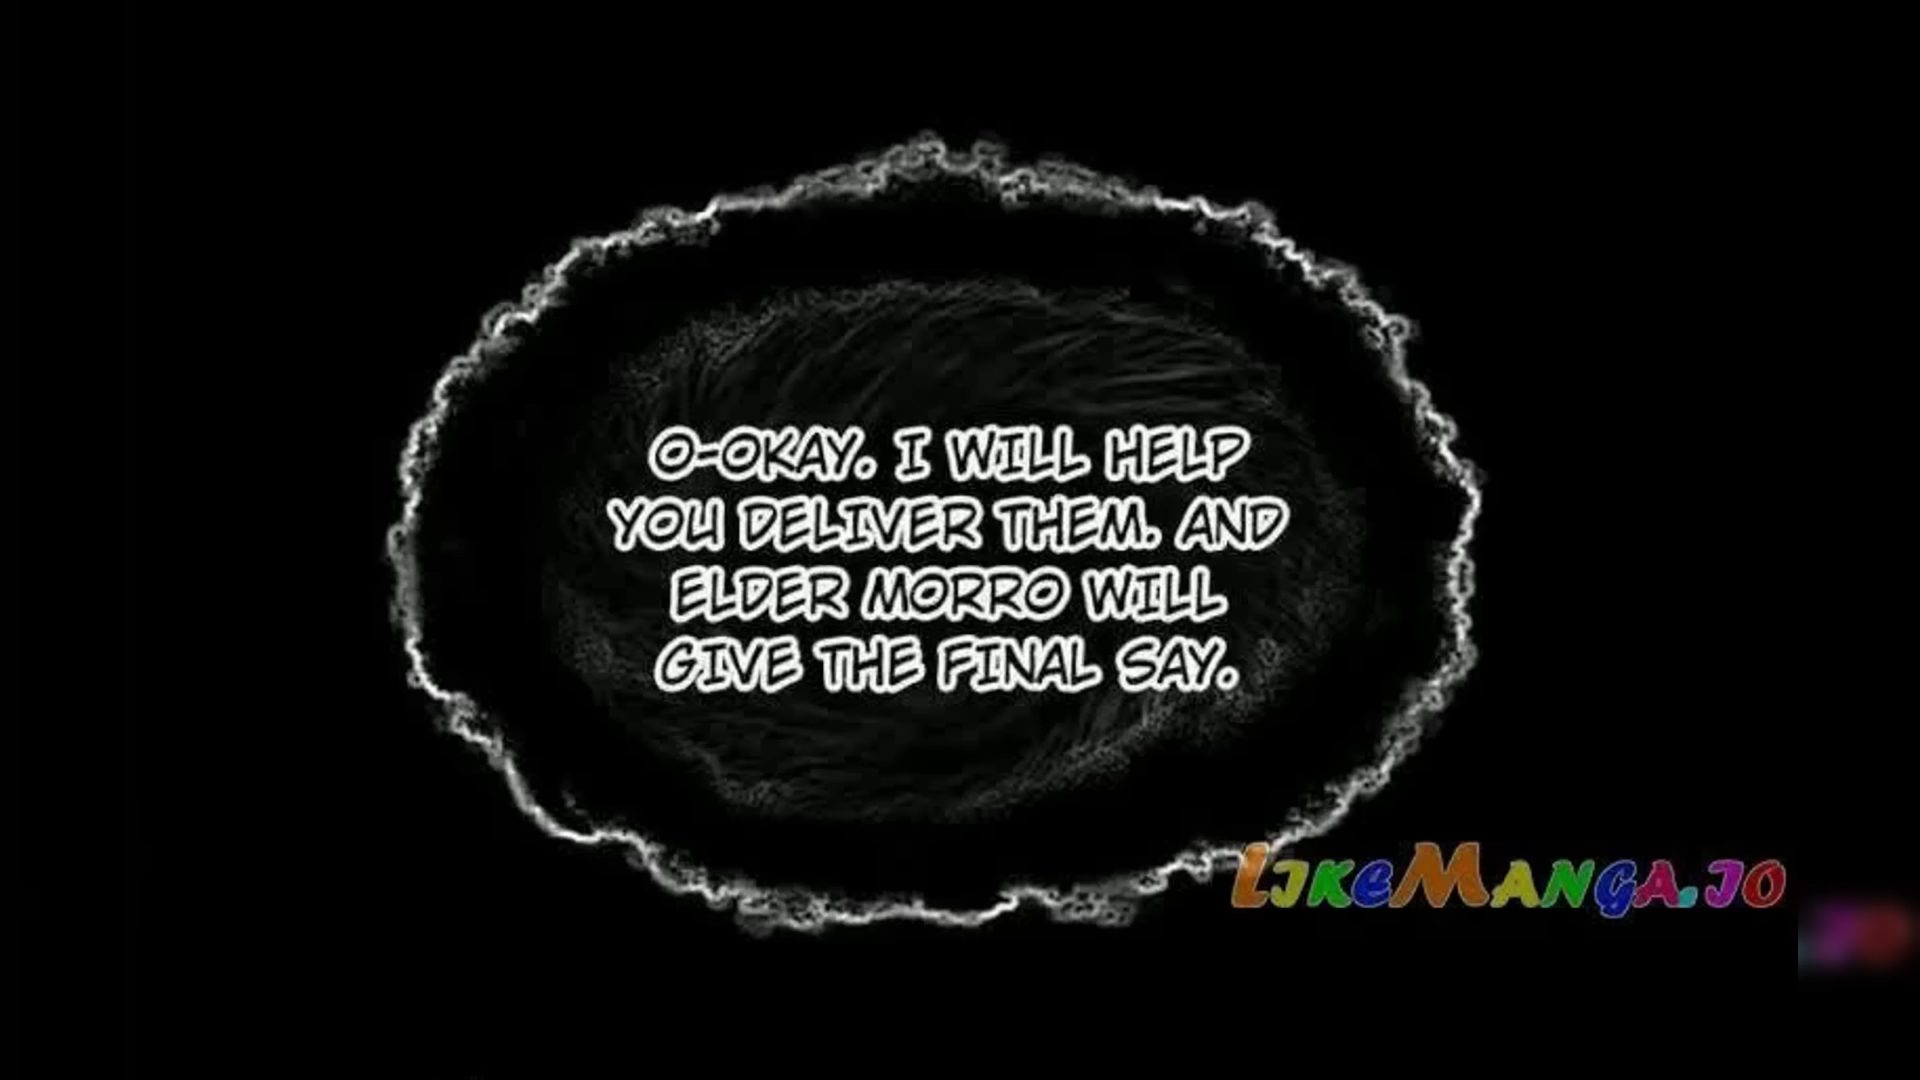 O-OKAY. I WILL HELP
YOU DELIVER THEM. AND
ELDER MORRO WILL
GIVE THE FINAL SAY.
LIKEMANGA.IO